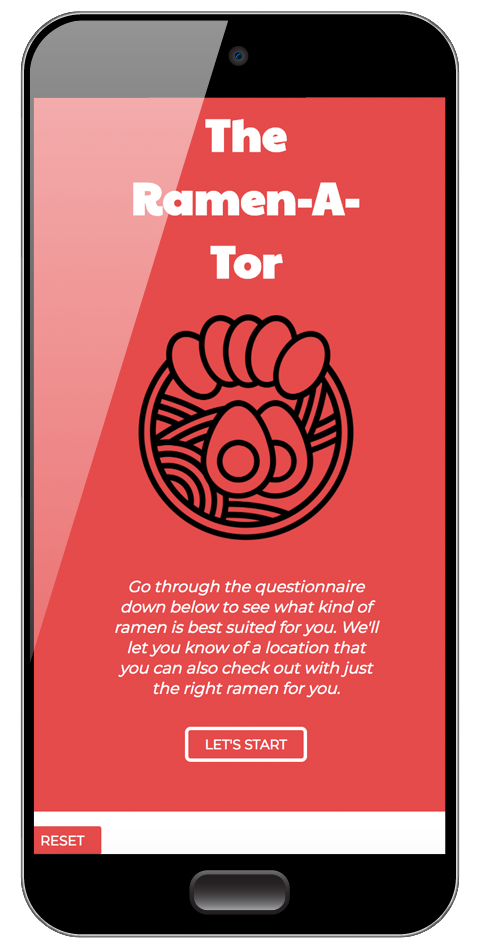 The
Ramen-A-
Tor
Go through the questionnaire
down below to see what kind of
ramen is best suited for you. We'll
let you know of a location that
you can also check out with just
the right ramen for you.
LET'S START
RESET